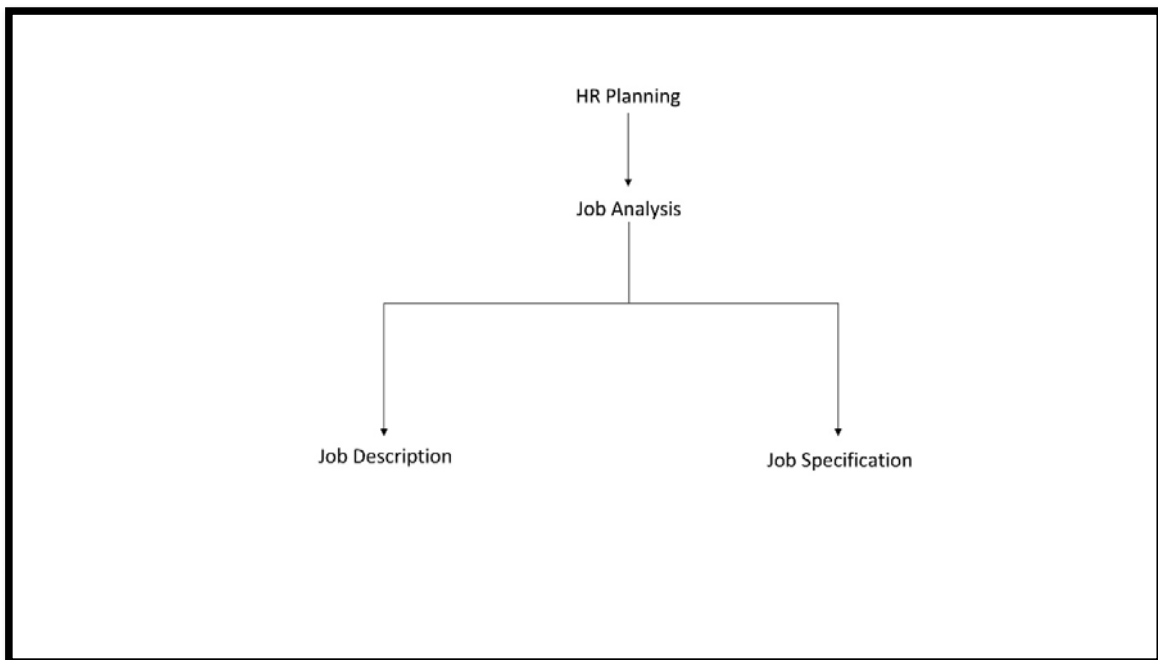 HR Planning
Job Analysis
Job Description
Job Specification